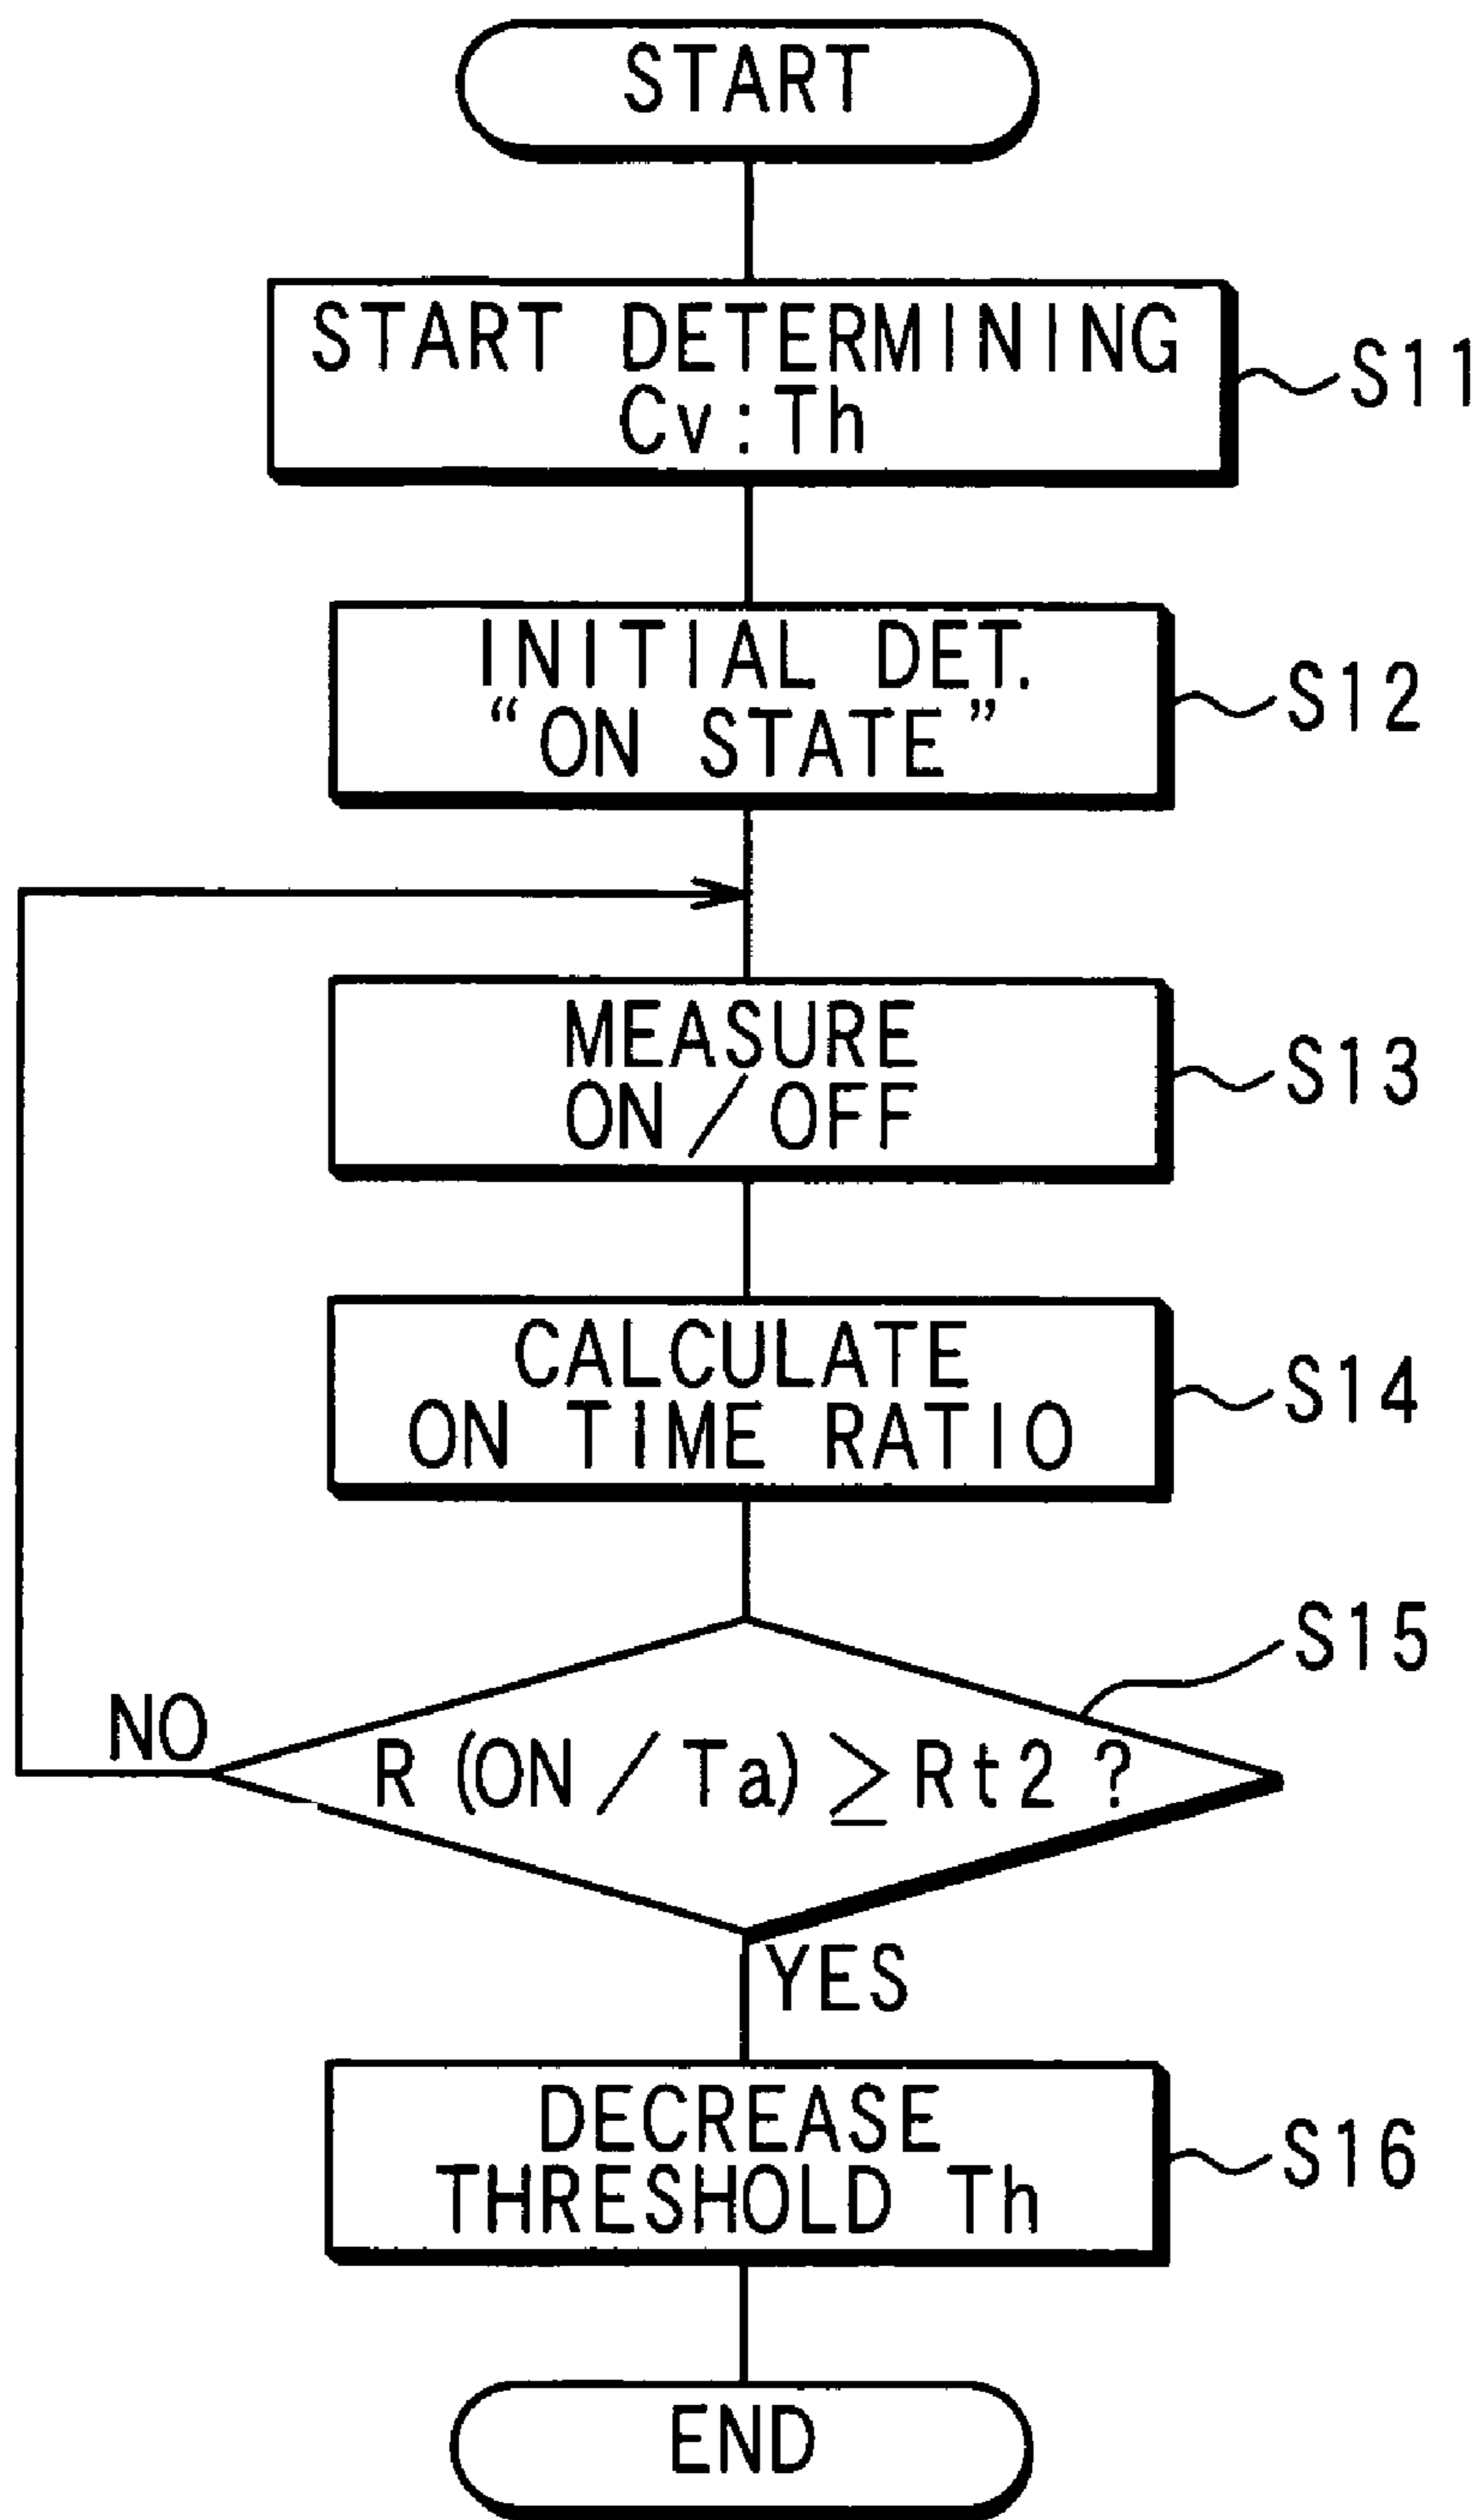 START
START DETERMINING
Cv:Th
S11
INITIAL DET.
“ON STATE”
S12
MEASURE
ON/OFF
S13
CALCULATE
ON TIME RATIO
S14
S15
NO
R (ON/Ta) ≥ Rt2 ?
YES
DECREASE
THRESHOLD Th
S16
END